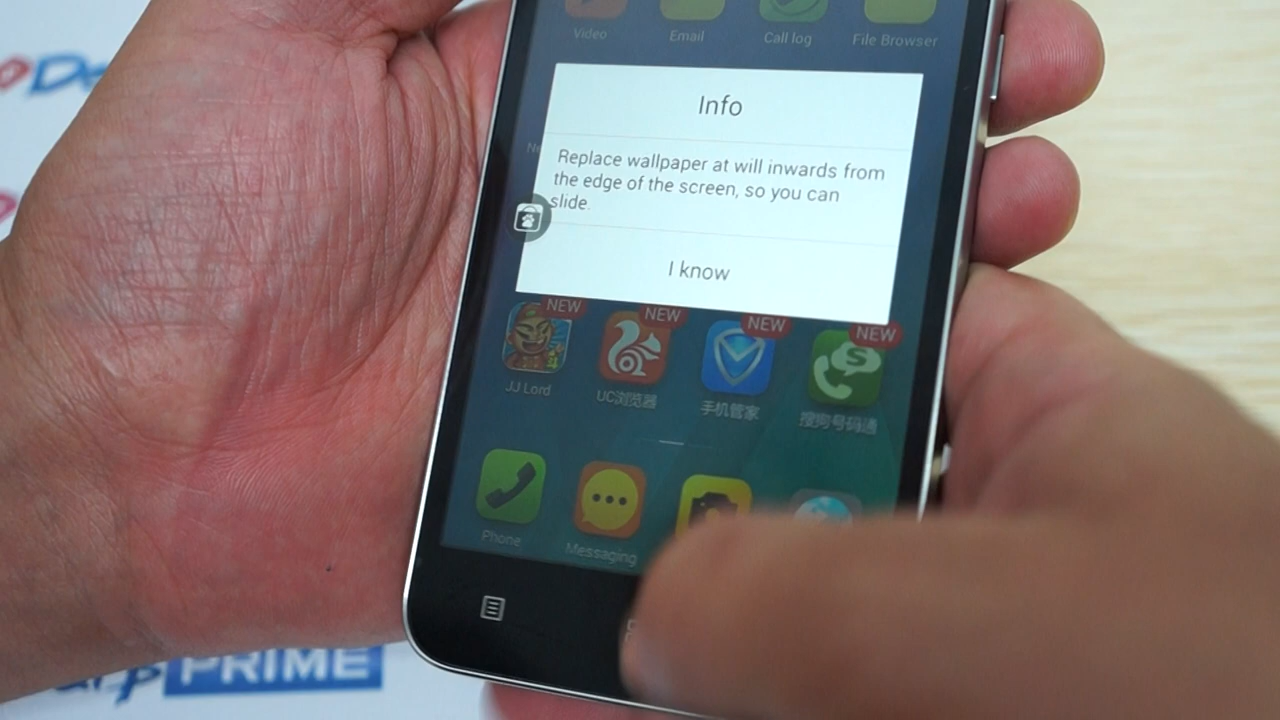 Video
Email
Call log
File Browser
Info
Replace wallpaper at will inwards from
the edge of the screen, so you can
slide.
I know
NEW
NEW
NEW
NEW
JJ Lord
UC浏览器
手机管家
搜狗号码通
Phone
Messaging
PRIME